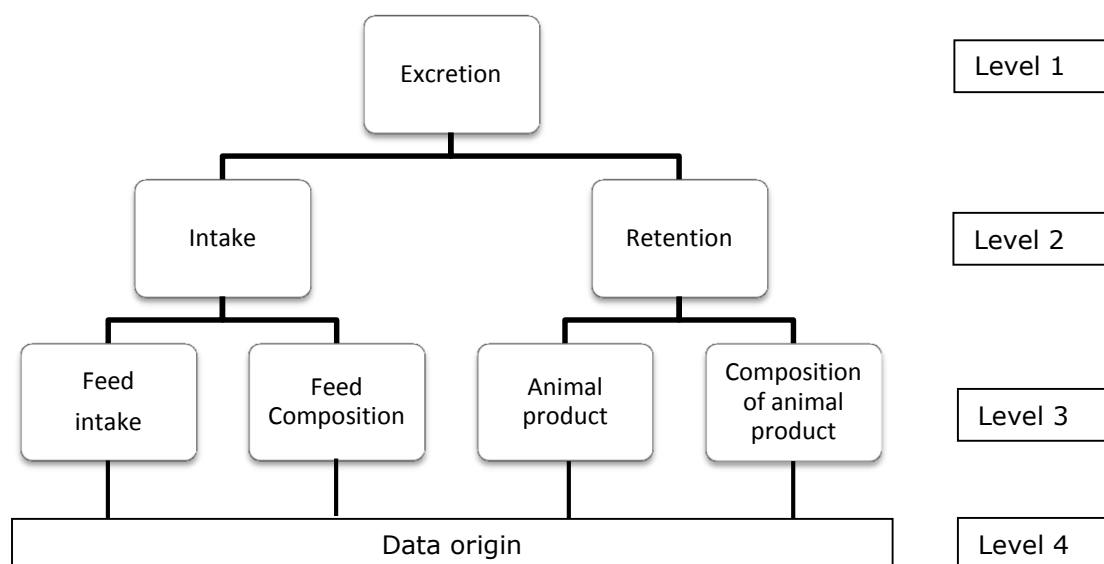 Excretion
Level 1
Intake
Retention
Level 2
Feed
intake
Feed
Composition
Animal
product
Composition
of animal
product
Level 3
Data origin
Level 4